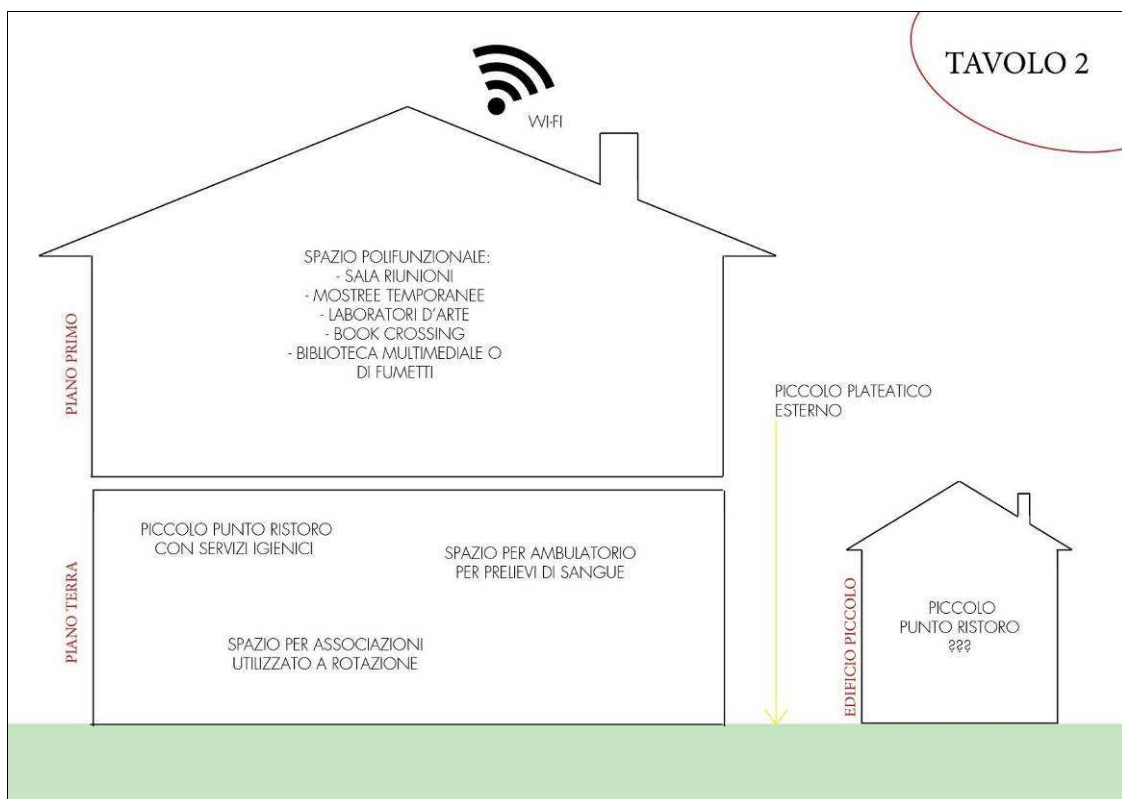 TAVOLO 2
WI-FI
SPAZIO POLIFUNZIONALE:
- SALA RIUNIONI
- MOSTREE TEMPORANEE
- LABORATORI D'ARTE
- BOOK CROSSING
- BIBLIOTECA MULTIMEDIALE O
DI FUMETTI
PIANO PRIMO
PICCOLO PLATEATICO
ESTERNO
PICCOLO PUNTO RISTORO
CON SERVIZI IGIENICI
SPAZIO PER AMBULATORIO
PER PRELIEVI DI SANGUE
SPAZIO PER ASSOCIAZIONI
UTILIZZATO A ROTAZIONE
PIANO TERRA
EDIFICIO PICCOLO
PICCOLO
PUNTO RISTORO
???